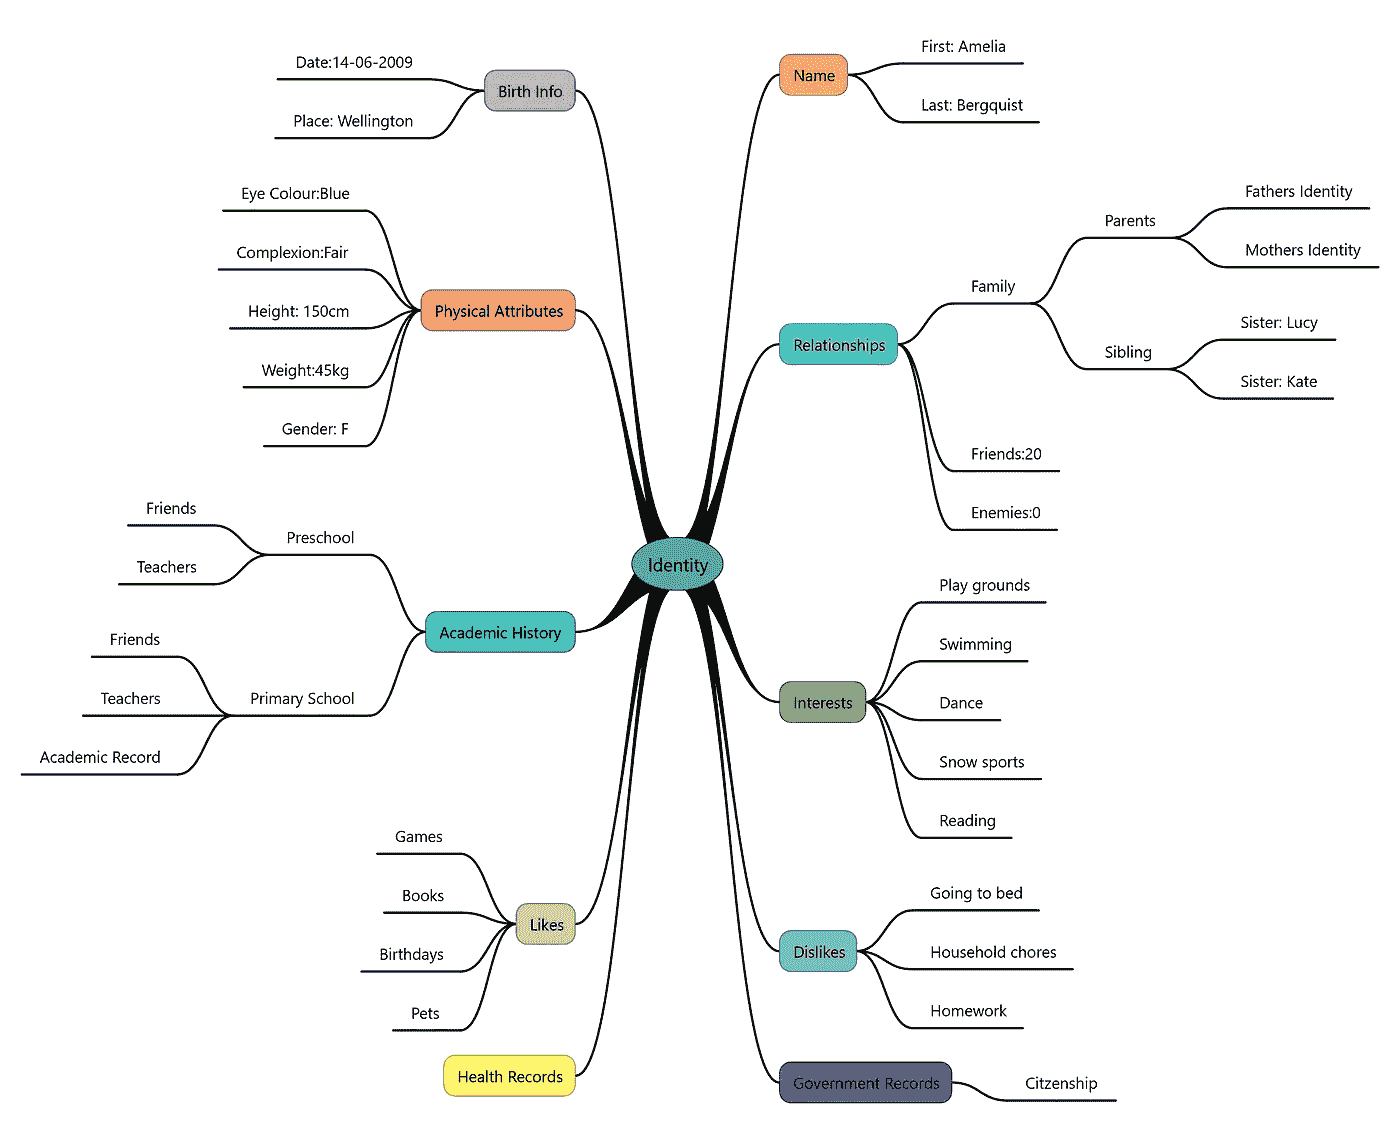 Date:14-06-2009
Place: Wellington
Birth Info
Eye Colour:Blue
Complexion:Fair
Height: 150cm
Weight:45kg
Gender: F
Physical Attributes
Friends
Teachers
Preschool
Friends
Teachers
Academic Record
Primary School
Academic History
Games
Books
Birthdays
Pets
Likes
Health Records
Identity
Name
First: Amelia
Last: Bergquist
Relationships
Family
Parents
Fathers Identity
Mothers Identity
Sibling
Sister: Lucy
Sister: Kate
Friends:20
Enemies:0
Interests
Play grounds
Swimming
Dance
Snow sports
Reading
Dislikes
Going to bed
Household chores
Homework
Government Records
Citzenship